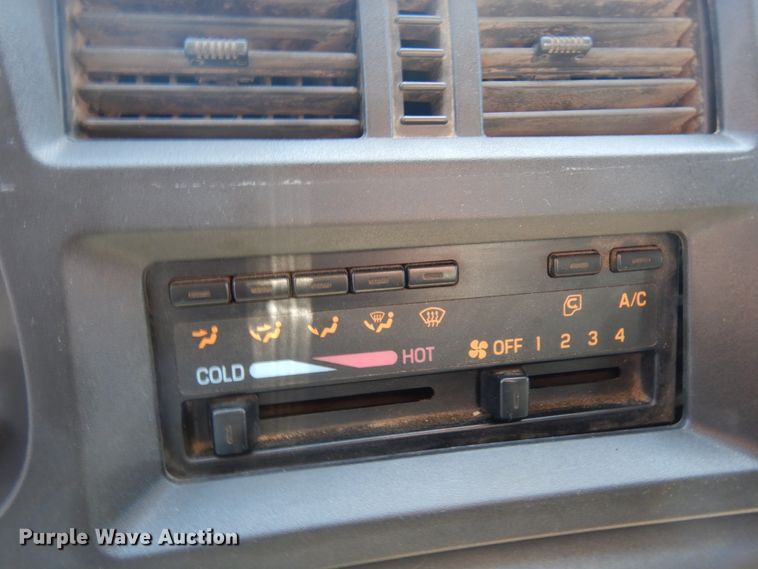 A/C
COLD HOT OFF 1 2 3 4
Purple Wave Auction